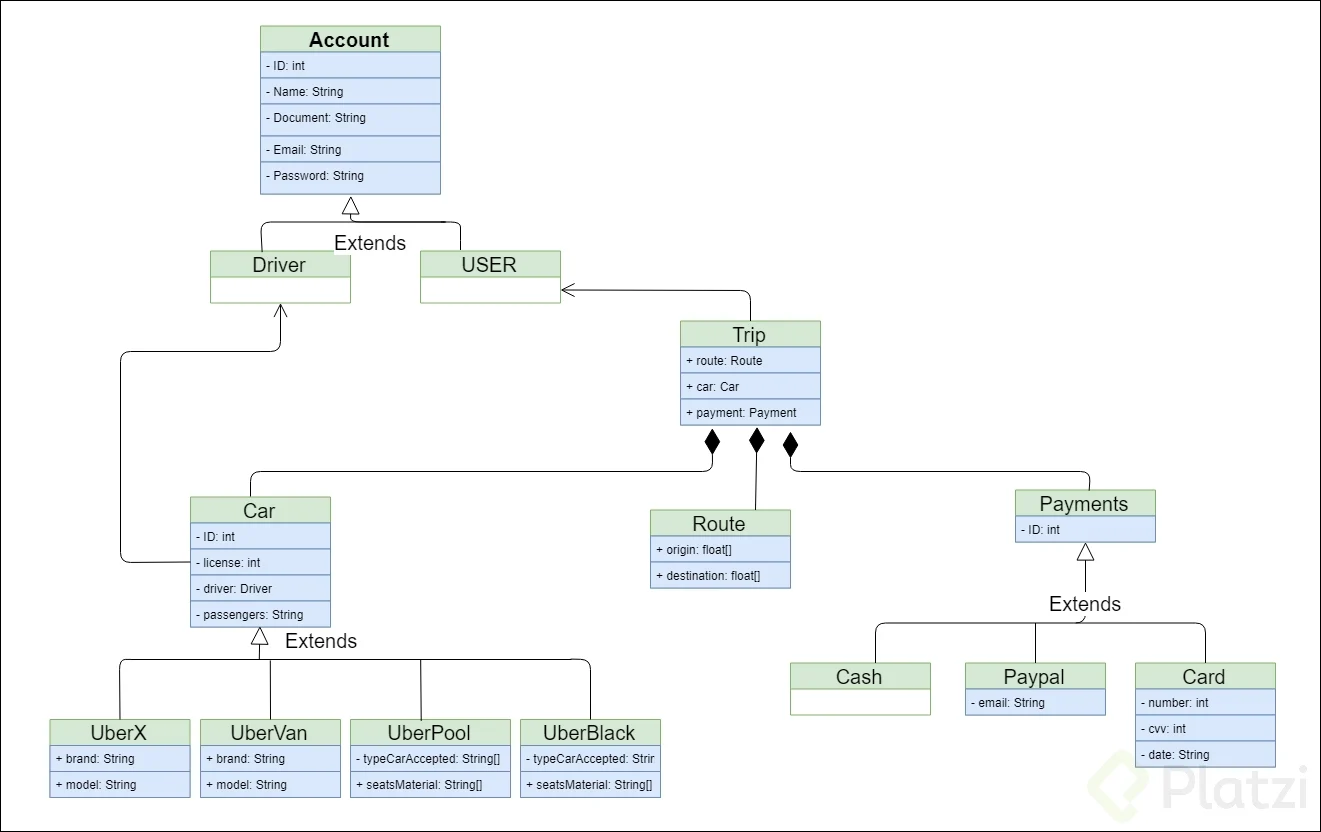 Account
- ID: int
- Name: String
- Document: String
- Email: String
- Password: String
Extends
Driver
USER
Trip
+ route: Route
+ car: Car
+ payment: Payment
Car
- ID: int
- license: int
- driver: Driver
- passengers: String
Route
+ origin: float[]
+ destination: float[]
Payments
- ID: int
Extends
Extends
Cash
Paypal
- email: String
Card
- number: int
- cvv: int
- date: String
UberX
+ brand: String
+ model: String
UberVan
+ brand: String
+ model: String
UberPool
- typeCarAccepted: String[]
+ seatsMaterial: String[]
UberBlack
- typeCarAccepted: Strir
+ seatsMaterial: String[]
Platzi